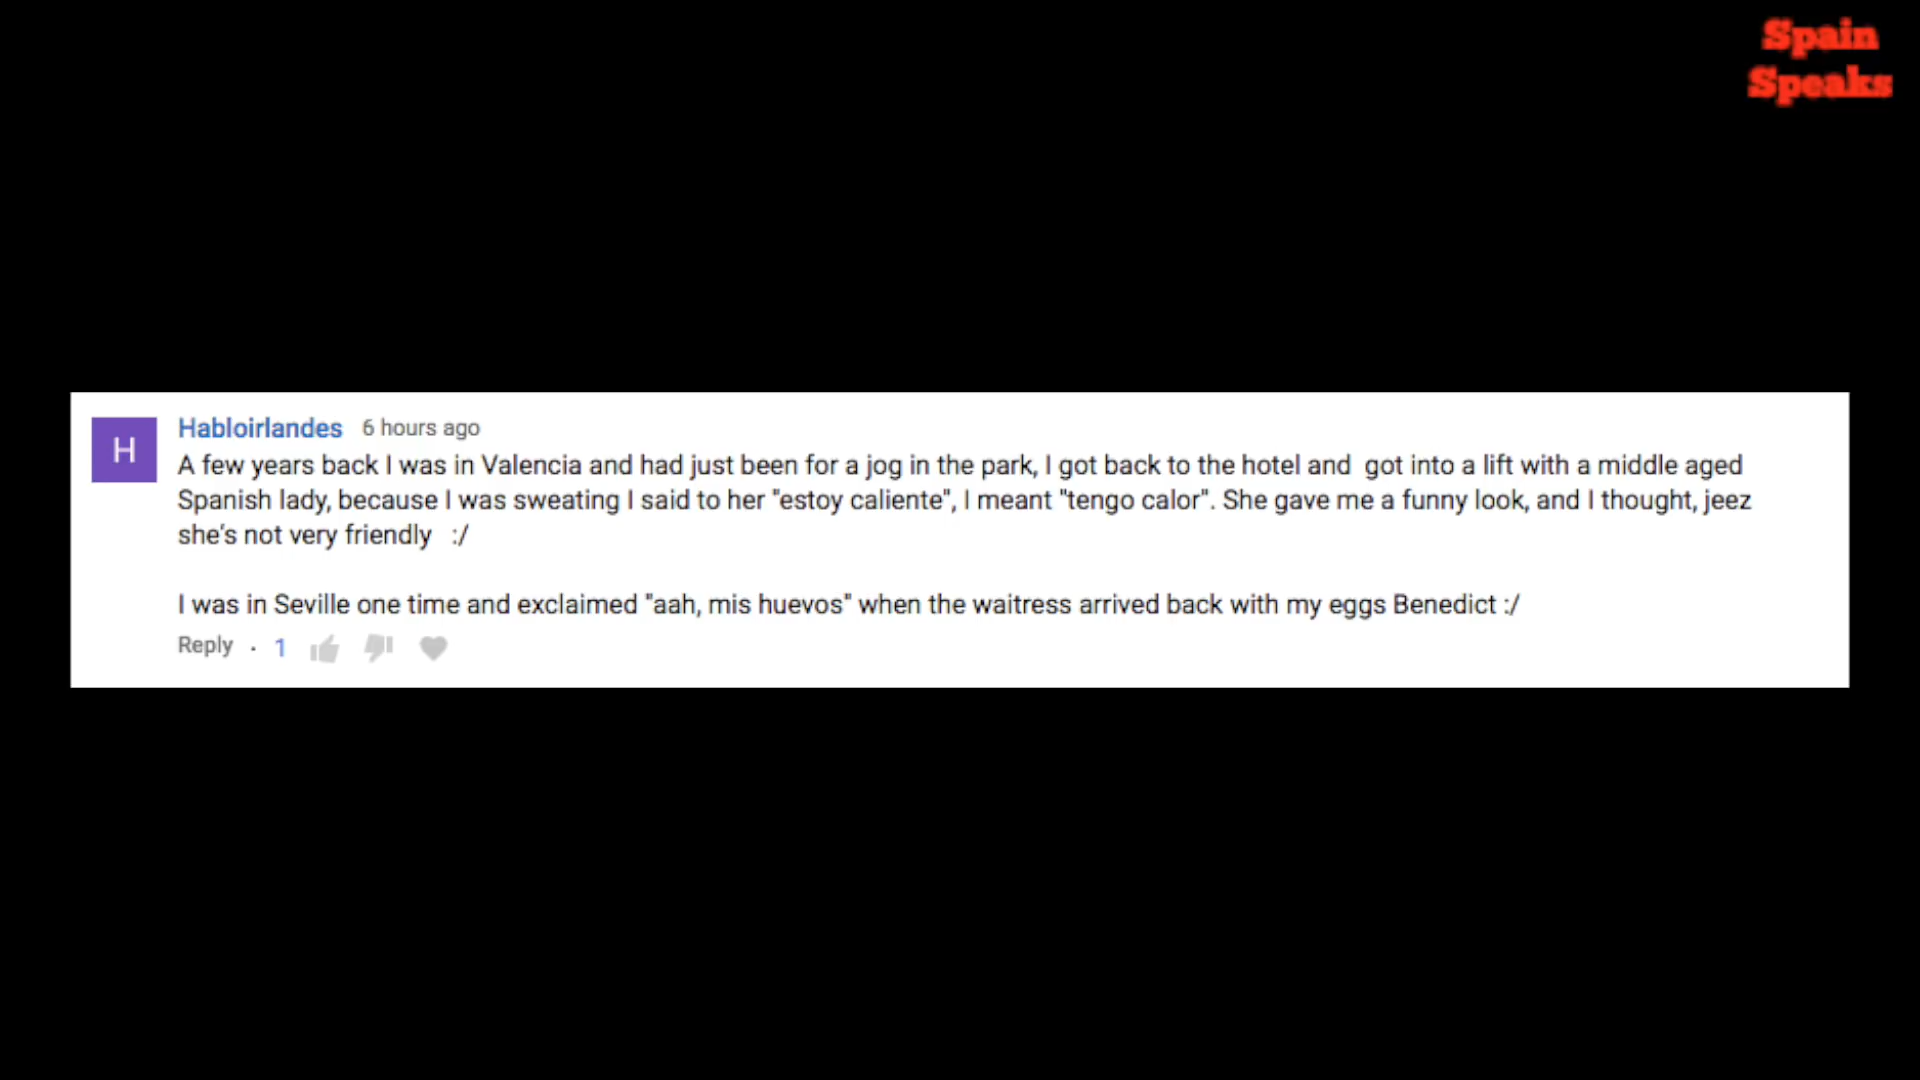 Spain
Speaks
H
Habloirlandes 6 hours ago
A few years back I was in Valencia and had just been for a jog in the park, I got back to the hotel and  got into a lift with a middle aged
Spanish lady, because I was sweating I said to her "estoy caliente", I meant "tengo calor". She gave me a funny look, and I thought, jeez
she's not very friendly   :/
I was in Seville one time and exclaimed "aah, mis huevos" when the waitress arrived back with my eggs Benedict :/
Reply · 1